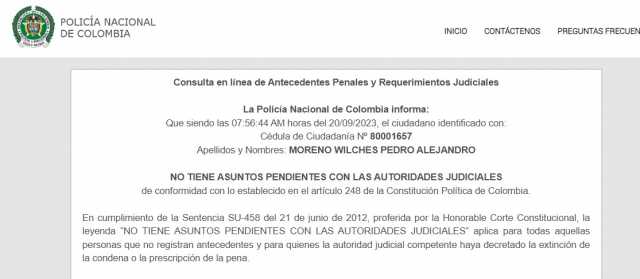 POLICÍA NACIONAL
DE COLOMBIA
INICIO CONTÁCTENOS PREGUNTAS FRECUEN
Consulta en línea de Antecedentes Penales y Requerimientos Judiciales
La Policía Nacional de Colombia informa:
Que siendo las 07:56:44 AM horas del 20/09/2023, el ciudadano identificado con:
Cédula de Ciudadanía Nº 80001657
Apellidos y Nombres: MORENO WILCHES PEDRO ALEJANDRO
NO TIENE ASUNTOS PENDIENTES CON LAS AUTORIDADES JUDICIALES
de conformidad con lo establecido en el artículo 248 de la Constitución Política de Colombia.
En cumplimiento de la Sentencia SU-458 del 21 de junio de 2012, proferida por la Honorable Corte Constitucional, la
leyenda "NO TIENE ASUNTOS PENDIENTES CON LAS AUTORIDADES JUDICIALES" aplica para todas aquellas
personas que no registran antecedentes y para quienes la autoridad judicial competente haya decretado la extinción de
la condena o la prescripción de la pena.